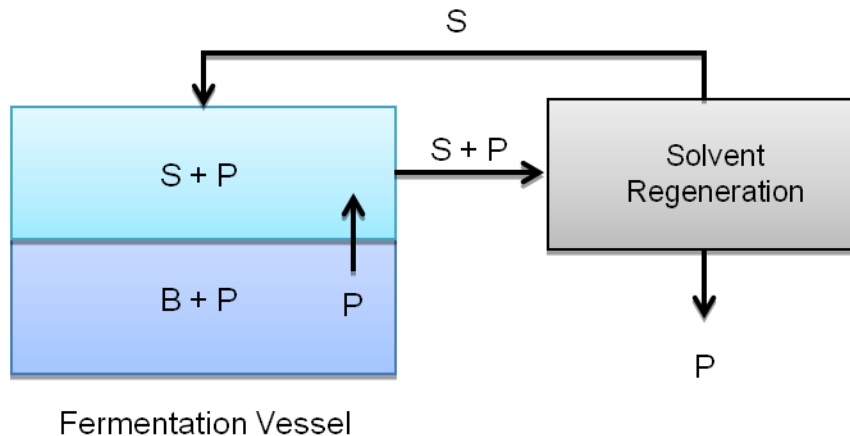 S
S + P
S + P
Solvent
Regeneration
B + P
P
P
Fermentation Vessel